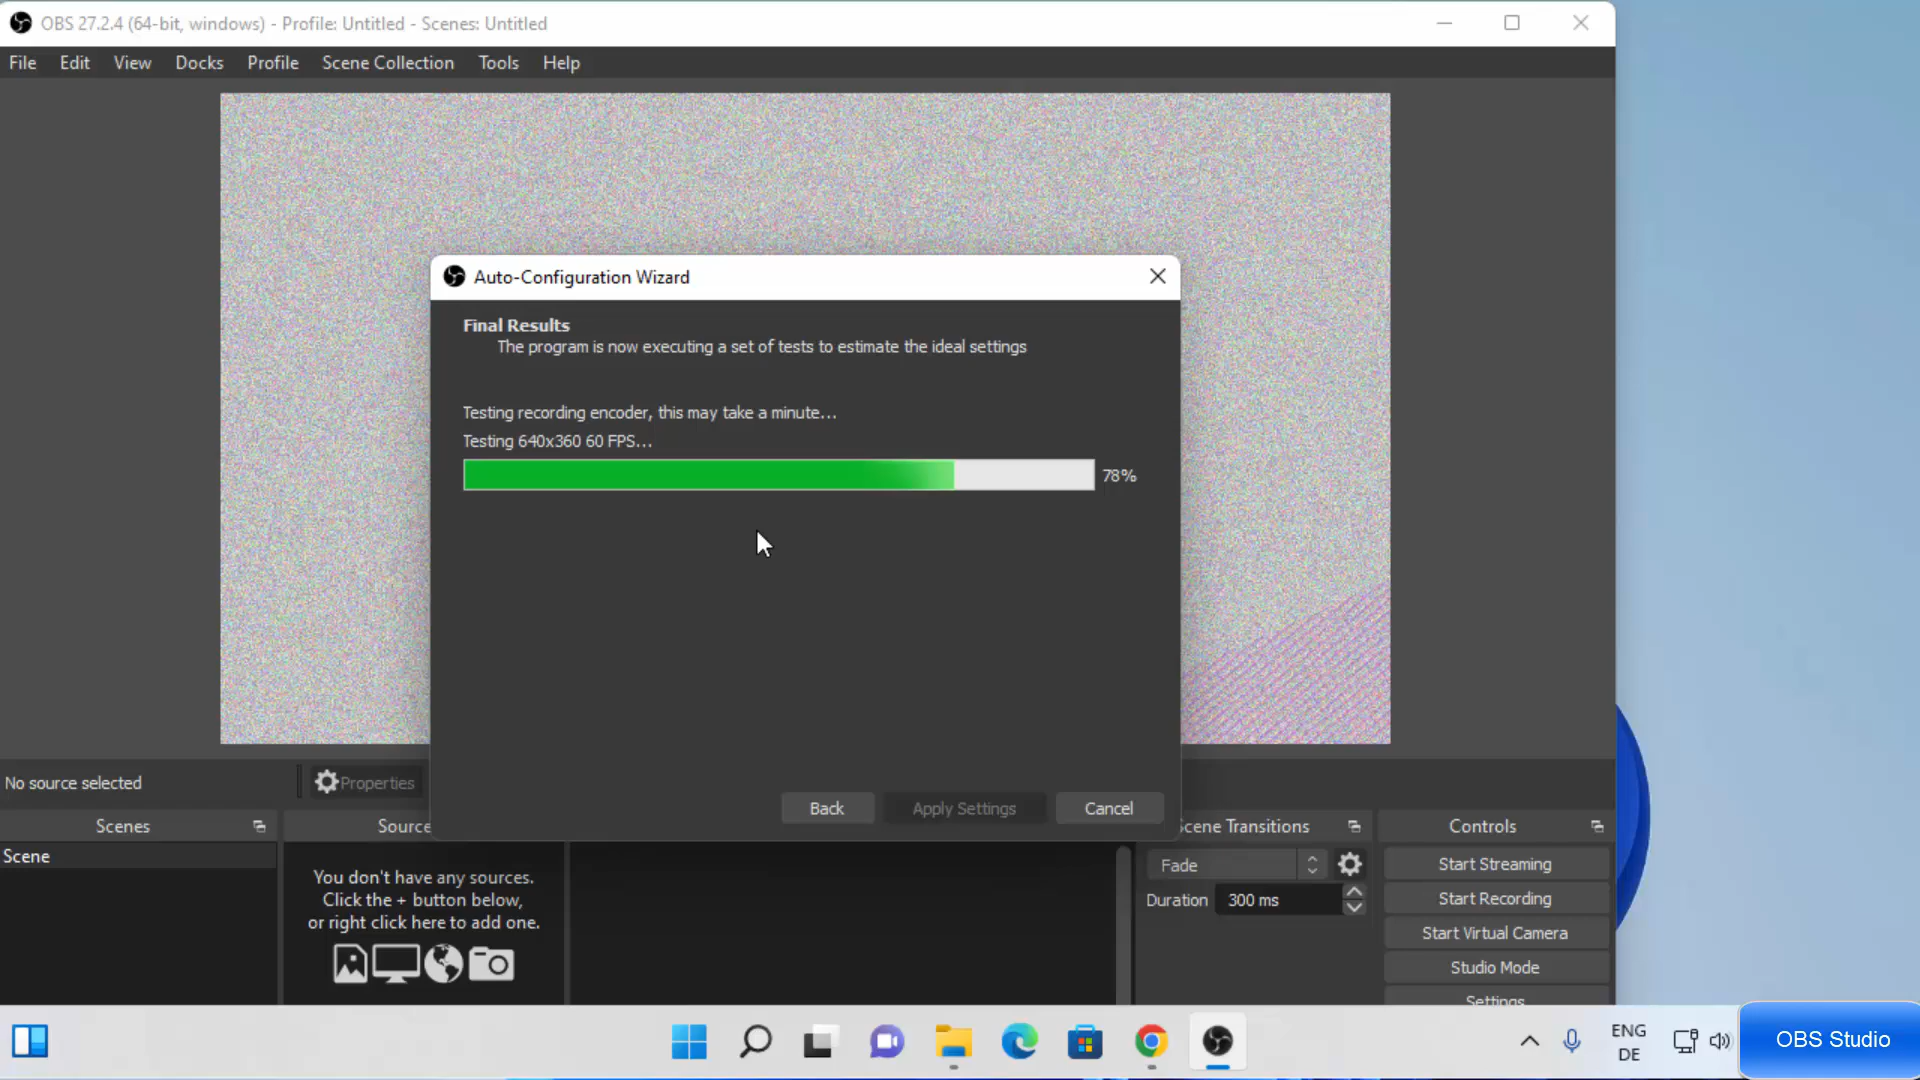 OBS 27.2.4 (64-bit, windows) - Profile: Untitled - Scenes: Untitled
File Edit View Docks Profile Scene Collection Tools Help
Auto-Configuration Wizard
Final Results
The program is now executing a set of tests to estimate the ideal settings
Testing recording encoder, this may take a minute...
Testing 640x360 60 FPS...
78%
Back Apply Settings Cancel
No source selected
Properties
Scenes
Scene
Source
You don't have any sources.
Click the + button below,
or right click here to add one.
Scene Transitions
Fade
Duration 300 ms
Controls
Start Streaming
Start Recording
Start Virtual Camera
Studio Mode
Settings
ENG
DE
OBS Studio